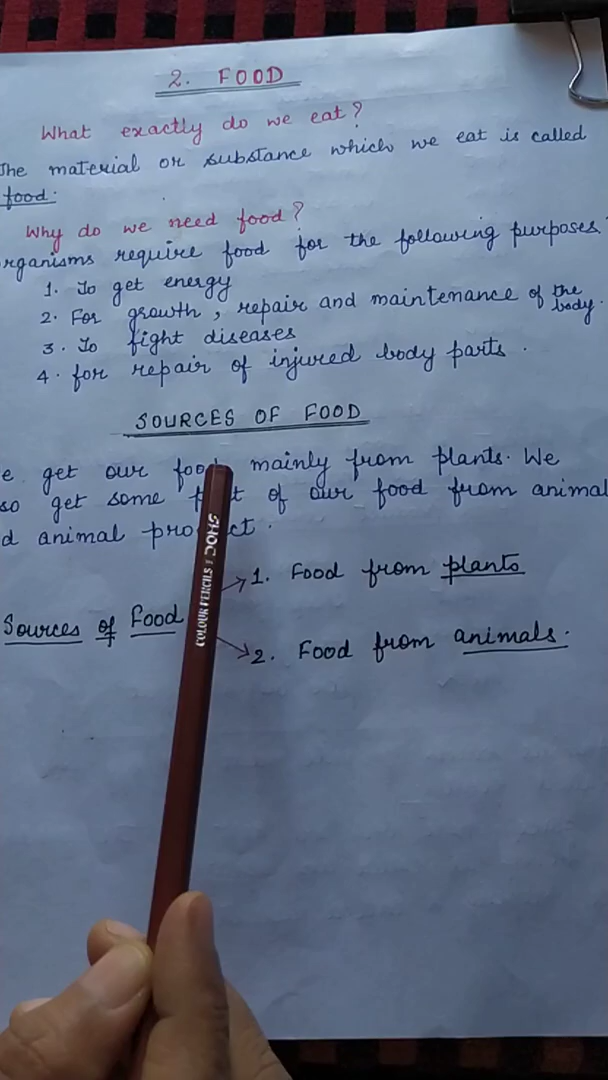 2. FOOD
What exactly do we eat?
The material or substance which we eat is called
food.
Why do we need food?
rganisms require food for the following purposes.
1. To get energy
2. For growth, repair and maintenance of the body.
3. To fight diseases
4. for repair of injured body parts.
SOURCES OF FOOD
e get our food mainly from plants. We
so get some of our food from animal
d animal product.
1. Food from plants
Sources of Food
2. Food from animals.
COLOUR PENCILS DOMS